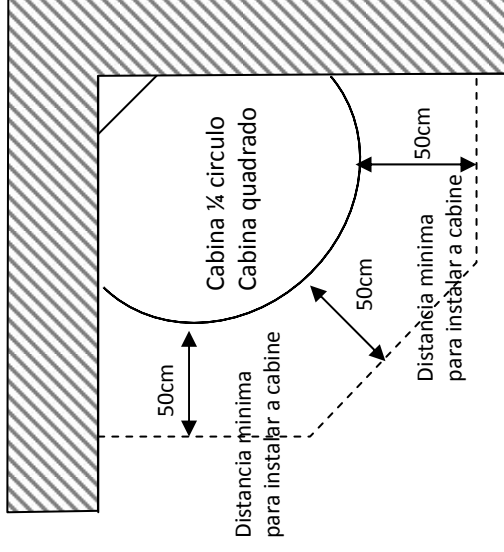 Cabina ¼ circulo
Cabina quadrado
50cm
Distancia minima
para instalar a cabine
50cm
50cm
Distancia minima
para instalar a cabine